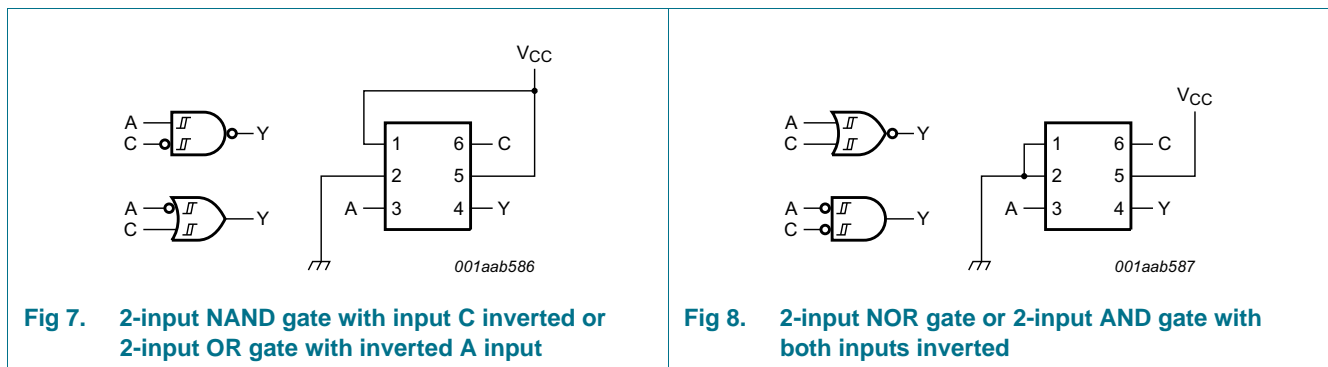 VCC
A
C
Y
A
C
Y
1 6 C
2 5
A 3 4 Y
001aab586
Fig 7. 2-input NAND gate with input C inverted or
2-input OR gate with inverted A input
VCC
A
C
Y
A
C
Y
1 6 C
2 5
A 3 4 Y
001aab587
Fig 8. 2-input NOR gate or 2-input AND gate with
both inputs inverted